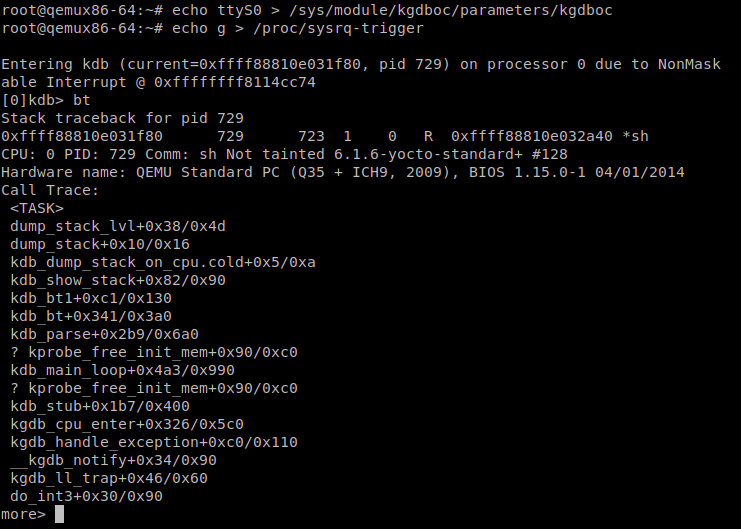 root@qemux86-64:~# echo ttyS0 > /sys/module/kgdboc/parameters/kgdboc
root@qemux86-64:~# echo g > /proc/sysrq-trigger

Entering kdb (current=0xffff88810e031f80, pid 729) on processor 0 due to NonMask
able Interrupt @ 0xffffffff8114cc74
[0]kdb> bt
Stack traceback for pid 729
0xffff88810e031f80      729      723  1    0   R  0xffff88810e032a40 *sh
CPU: 0 PID: 729 Comm: sh Not tainted 6.1.6-yocto-standard+ #128
Hardware name: QEMU Standard PC (Q35 + ICH9, 2009), BIOS 1.15.0-1 04/01/2014
Call Trace:
 <TASK>
 dump_stack_lvl+0x38/0x4d
 dump_stack+0x10/0x16
 kdb_dump_stack_on_cpu.cold+0x5/0xa
 kdb_show_stack+0x82/0x90
 kdb_bt1+0xc1/0x130
 kdb_bt+0x341/0x3a0
 kdb_parse+0x2b9/0x6a0
 ? kprobe_free_init_mem+0x90/0xc0
 kdb_main_loop+0x4a3/0x990
 ? kprobe_free_init_mem+0x90/0xc0
 kdb_stub+0x1b7/0x400
 kgdb_cpu_enter+0x326/0x5c0
 kgdb_handle_exception+0xc0/0x110
 __kgdb_notify+0x34/0x90
 kgdb_ll_trap+0x46/0x60
 do_int3+0x30/0x90
more>